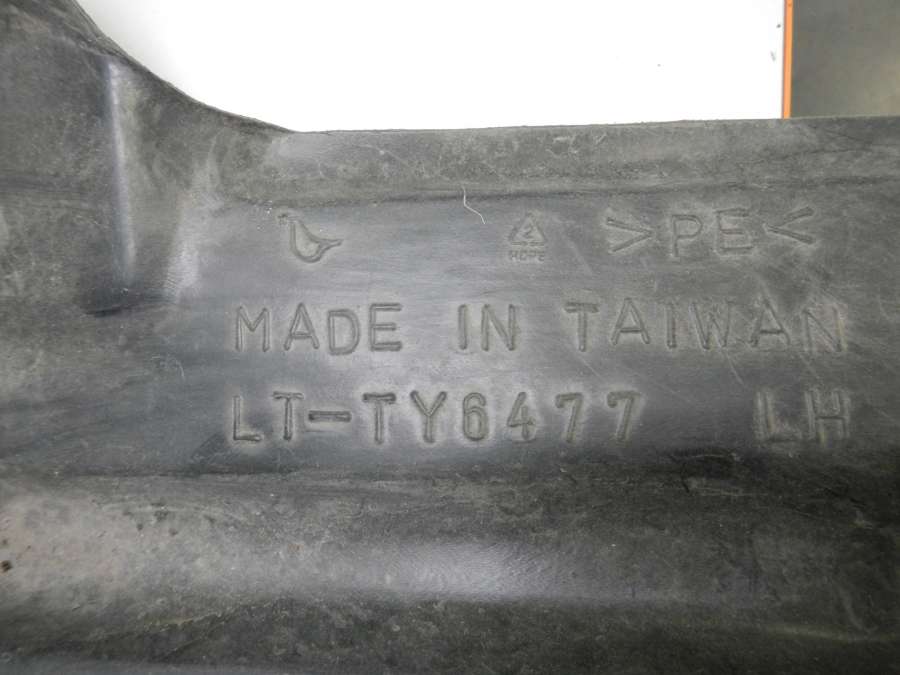 2 >PE<
HDPE
MADE IN TAIWAN
LT-TY6477 LH